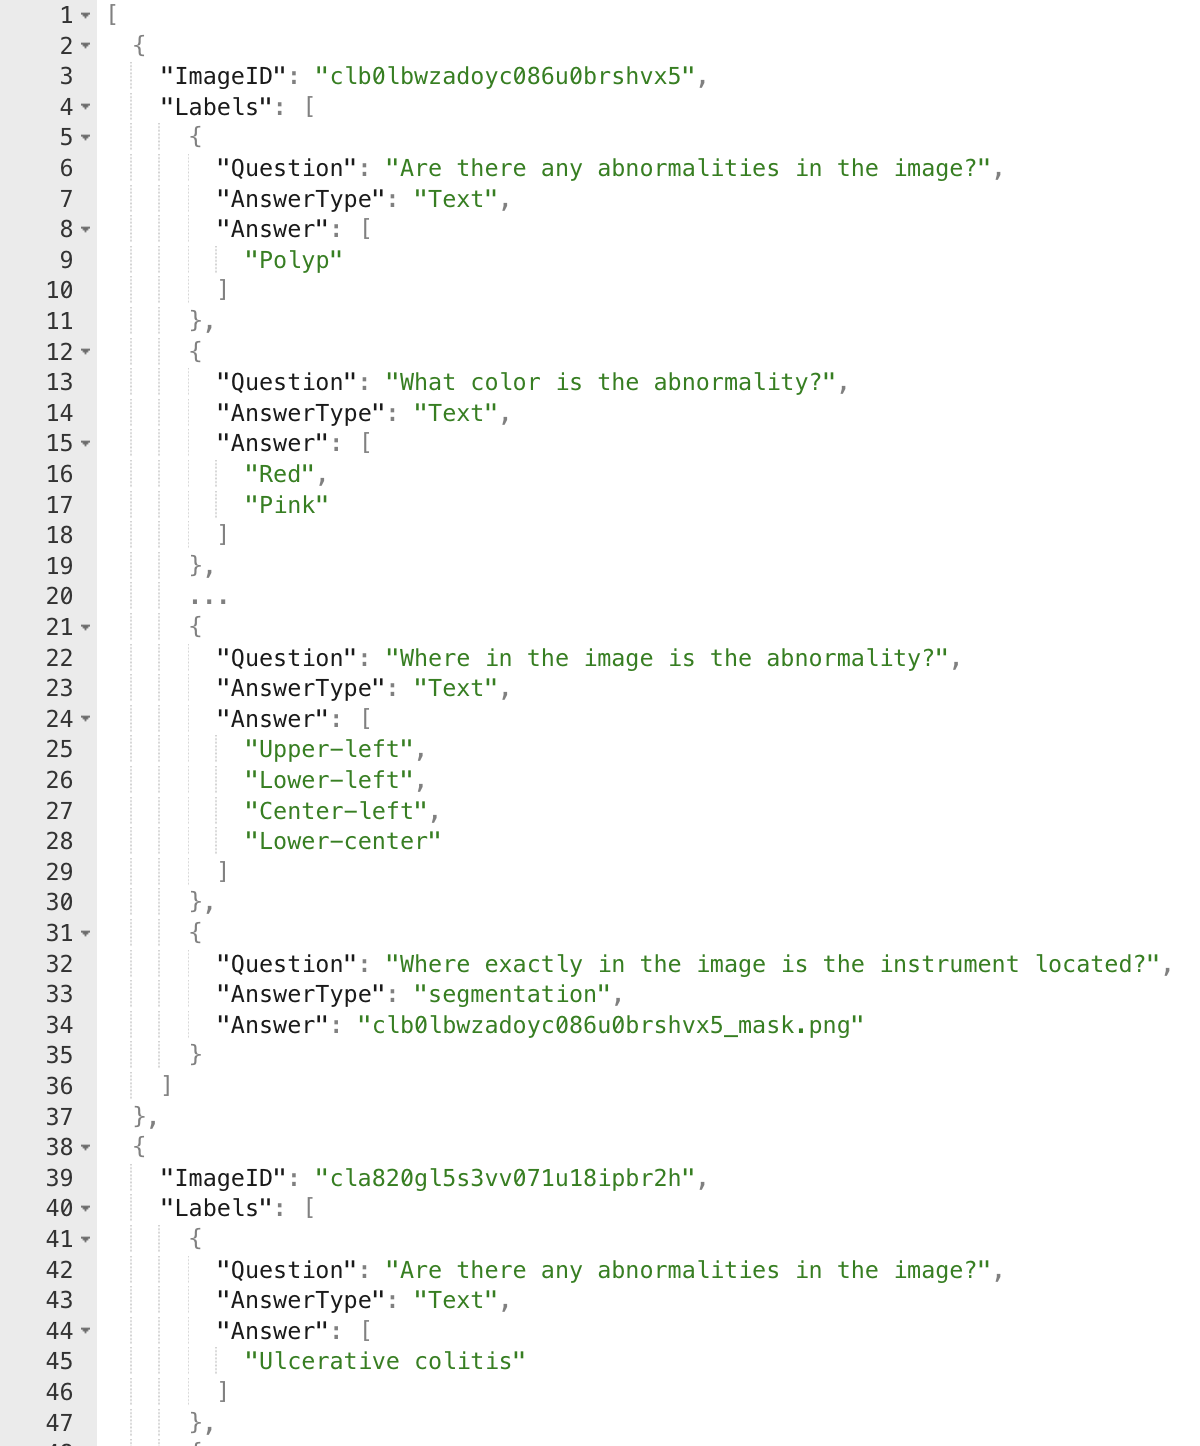 1 [
2 {
3 "ImageID": "clb0lbwzadoyc086u0brshvx5",
4 "Labels": [
5 {
6 "Question": "Are there any abnormalities in the image?",
7 "AnswerType": "Text",
8 "Answer": [
9 "Polyp"
10 ]
11 },
12 {
13 "Question": "What color is the abnormality?",
14 "AnswerType": "Text",
15 "Answer": [
16 "Red",
17 "Pink"
18 ]
19 },
20 ...
21 {
22 "Question": "Where in the image is the abnormality?",
23 "AnswerType": "Text",
24 "Answer": [
25 "Upper-left",
26 "Lower-left",
27 "Center-left",
28 "Lower-center"
29 ]
30 },
31 {
32 "Question": "Where exactly in the image is the instrument located?",
33 "AnswerType": "segmentation",
34 "Answer": "clb0lbwzadoyc086u0brshvx5_mask.png"
35 }
36 ]
37 },
38 {
39 "ImageID": "cla820gl5s3vv071u18ipbr2h",
40 "Labels": [
41 {
42 "Question": "Are there any abnormalities in the image?",
43 "AnswerType": "Text",
44 "Answer": [
45 "Ulcerative colitis"
46 ]
47 },